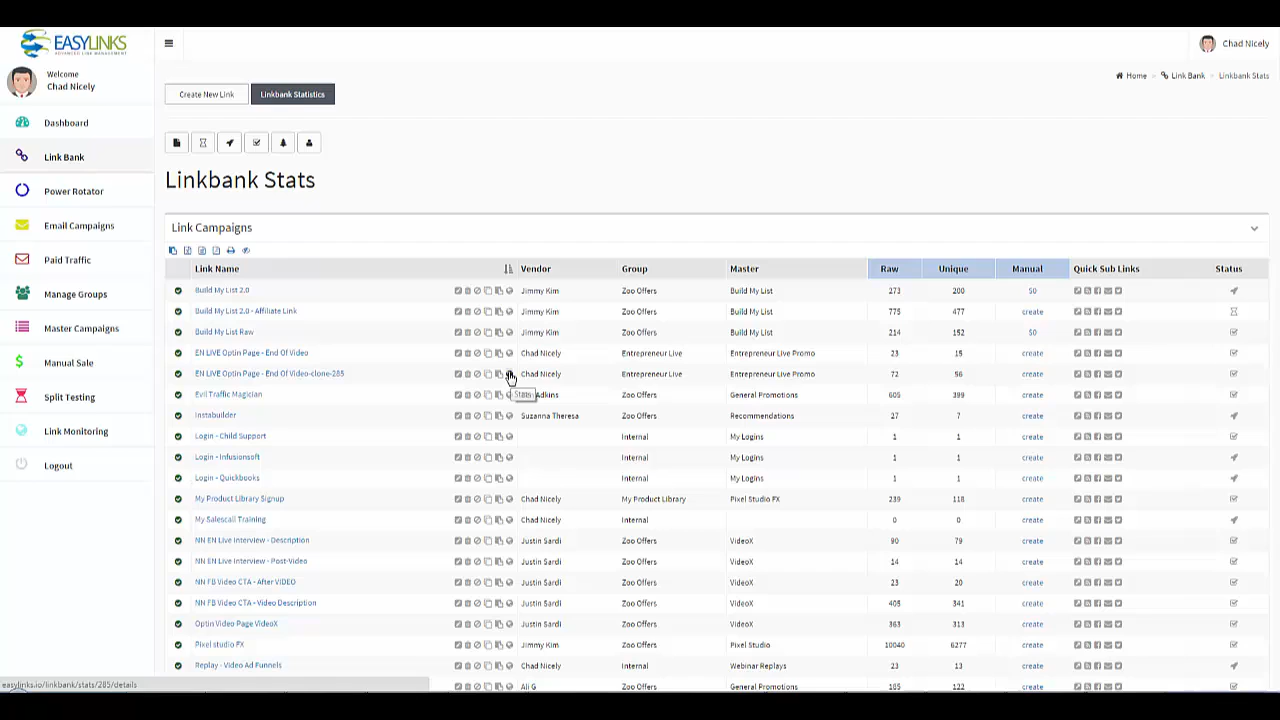 EASYLINKS
ADVANCED LINK MANAGEMENT
Chad Nicely
Welcome
Chad Nicely
Home > Link Bank > Linkbank Stats
Create New Link Linkbank Statistics
Dashboard
Link Bank
Power Rotator
Email Campaigns
Paid Traffic
Manage Groups
Master Campaigns
Manual Sale
Split Testing
Link Monitoring
Logout
Linkbank Stats
Link Campaigns
Link Name Vendor Group Master Raw Unique Manual Quick Sub Links Status
Build My List 2.0 Jimmy Kim Zoo Offers Build My List 273 200 $0
Build My List 2.0 - Affiliate Link Jimmy Kim Zoo Offers Build My List 775 477 create
Build My List Raw Jimmy Kim Zoo Offers Build My List 214 152 $0
EN LIVE Optin Page - End Of Video Chad Nicely Entrepreneur Live Entrepreneur Live Promo 23 15 create
EN LIVE Optin Page - End Of Video-clone-285 Chad Nicely Entrepreneur Live Entrepreneur Live Promo 72 56 create
Stats
Evil Traffic Magician Adkins Zoo Offers General Promotions 605 399 create
Instabuilder Suzanna Theresa Zoo Offers Recommendations 27 7 create
Login - Child Support Internal My Logins 1 1 create
Login - Infusionsoft Internal My Logins 1 1 create
Login - Quickbooks Internal My Logins 1 1 create
My Product Library Signup Chad Nicely My Product Library Pixel Studio FX 239 118 create
My Salescall Training Chad Nicely Internal 0 0 create
NN EN Live Interview - Description Justin Sardi Zoo Offers VideoX 90 79 create
NN EN Live Interview - Post-Video Justin Sardi Zoo Offers VideoX 14 14 create
NN FB Video CTA - After VIDEO Justin Sardi Zoo Offers VideoX 23 20 create
NN FB Video CTA - Video Description Justin Sardi Zoo Offers VideoX 405 341 create
Optin Video Page VideoX Justin Sardi Zoo Offers VideoX 363 313 create
Pixel studio FX Jimmy Kim Zoo Offers Pixel Studio 10040 6277 create
Replay - Video Ad Funnels Chad Nicely Internal Webinar Replays 23 13 create
Ali G Zoo Offers General Promotions 185 122 create
easylinks.io/linkbank/stats/285/details